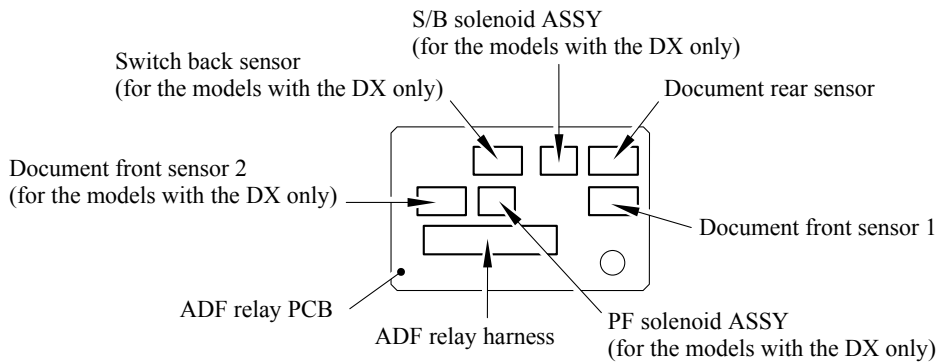 S/B solenoid ASSY
(for the models with the DX only)
Switch back sensor
(for the models with the DX only)
Document rear sensor
Document front sensor 2
(for the models with the DX only)
Document front sensor 1
ADF relay PCB
ADF relay harness
PF solenoid ASSY
(for the models with the DX only)